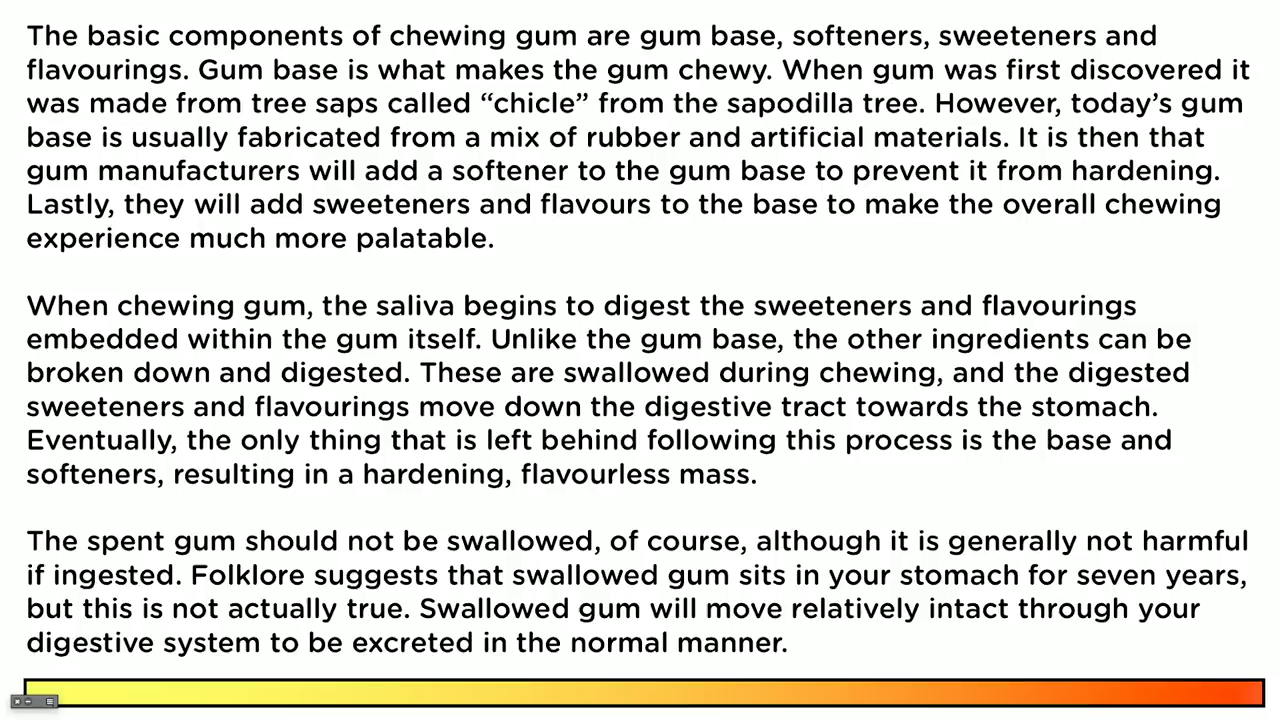 The basic components of chewing gum are gum base, softeners, sweeteners and
flavourings. Gum base is what makes the gum chewy. When gum was first discovered it
was made from tree saps called “chicle” from the sapodilla tree. However, today’s gum
base is usually fabricated from a mix of rubber and artificial materials. It is then that
gum manufacturers will add a softener to the gum base to prevent it from hardening.
Lastly, they will add sweeteners and flavours to the base to make the overall chewing
experience much more palatable.
When chewing gum, the saliva begins to digest the sweeteners and flavourings
embedded within the gum itself. Unlike the gum base, the other ingredients can be
broken down and digested. These are swallowed during chewing, and the digested
sweeteners and flavourings move down the digestive tract towards the stomach.
Eventually, the only thing that is left behind following this process is the base and
softeners, resulting in a hardening, flavourless mass.
The spent gum should not be swallowed, of course, although it is generally not harmful
if ingested. Folklore suggests that swallowed gum sits in your stomach for seven years,
but this is not actually true. Swallowed gum will move relatively intact through your
digestive system to be excreted in the normal manner.